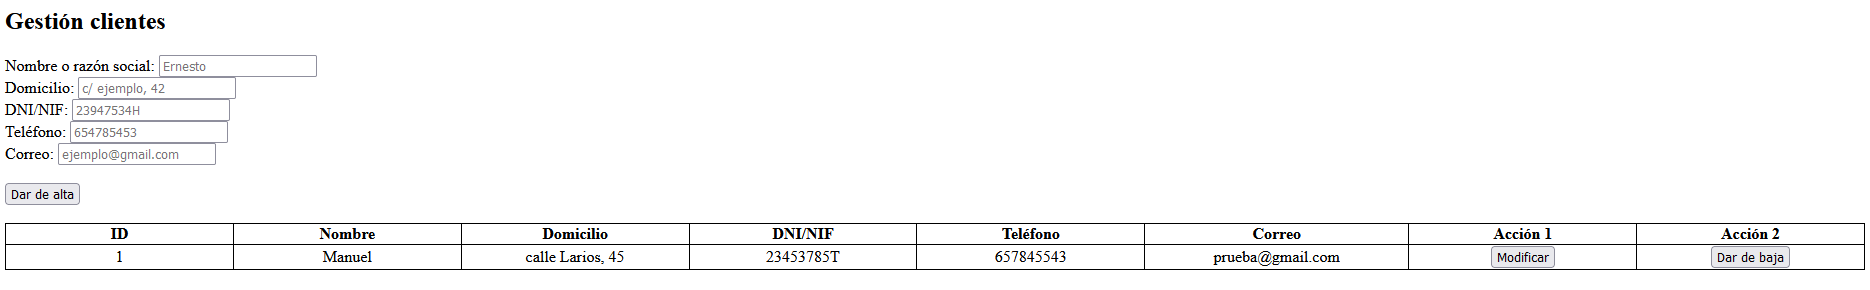 Gestión clientes
Nombre o razón social: Ernesto
Domicilio: c/ ejemplo, 42
DNI/NIF: 23947534H
Teléfono: 654785453
Correo: ejemplo@gmail.com
Dar de alta
ID Nombre Domicilio DNI/NIF Teléfono Correo Acción 1 Acción 2
1 Manuel calle Larios, 45 23453785T 657845543 prueba@gmail.com Modificar Dar de baja